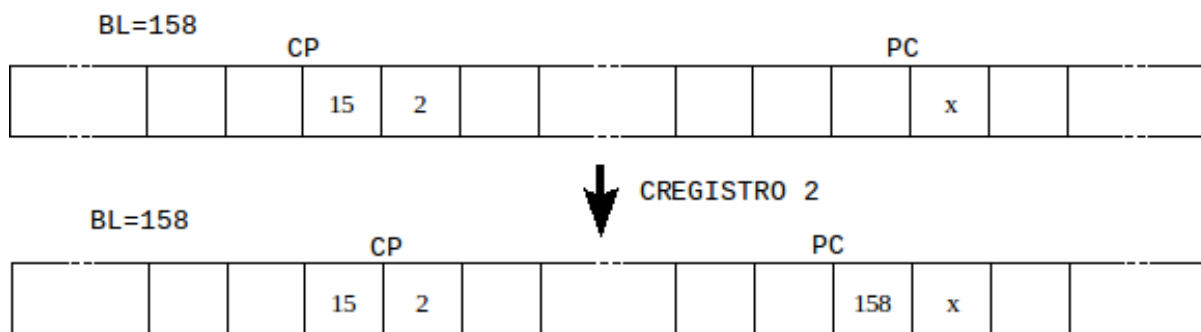 BL=158
CP PC
15 2 x
CREGISTRO 2
BL=158
CP PC
15 2 158 x